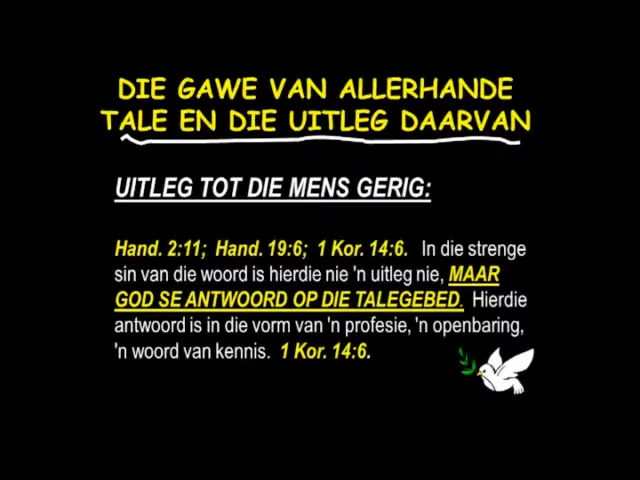 DIE GAWE VAN ALLERHANDE
TALE EN DIE UITLEG DAARVAN
UITLEG TOT DIE MENS GERIG:
Hand. 2:11; Hand. 19:6; 1 Kor. 14:6. In die strenge
sin van die woord is hierdie nie 'n uitleg nie, MAAR
GOD SE ANTWOORD OP DIE TALEGEBED. Hierdie
antwoord is in die vorm van 'n profesie, 'n openbaring,
'n woord van kennis. 1 Kor. 14:6.